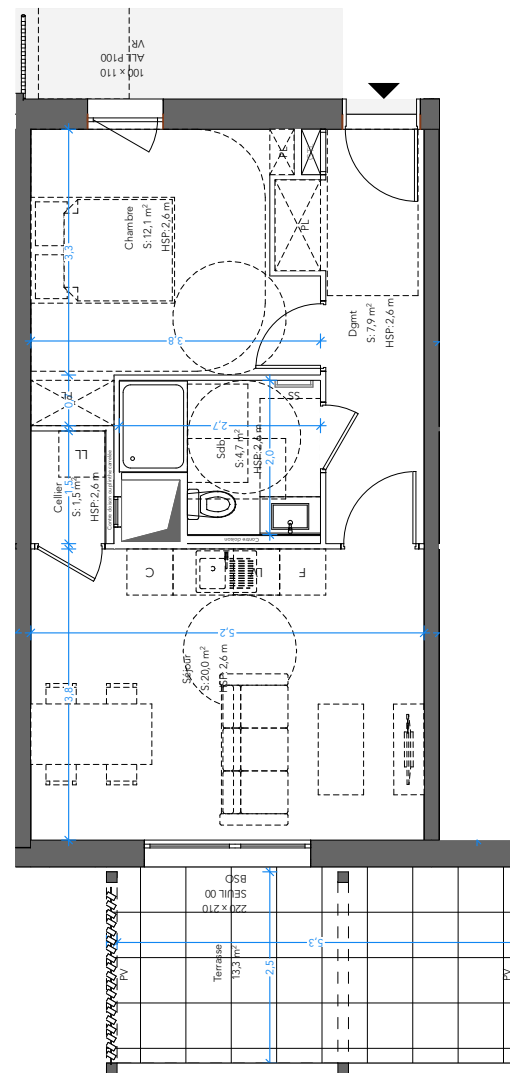 100 x 110
ALL P100
VR
PL
PL
Chambre
S: 12,1 m²
HSP: 2,6 m
3,3
3,8
Dgmt
S: 7,9 m²
HSP: 2,6 m
PL
SS
2,7
Sdb
S: 4,7 m²
HSP: 2,6 m
2,0
LL
Cellier
S: 1,5 m²
HSP: 2,6 m
1,5
Contre cloison
C
LV
F
5,2
Séjour
S: 20,0 m²
HSP: 2,6 m
3,8
220 x 210
SEUIL 00
BSO
PV
Terrasse
13,3 m²
5,3
2,5
PV